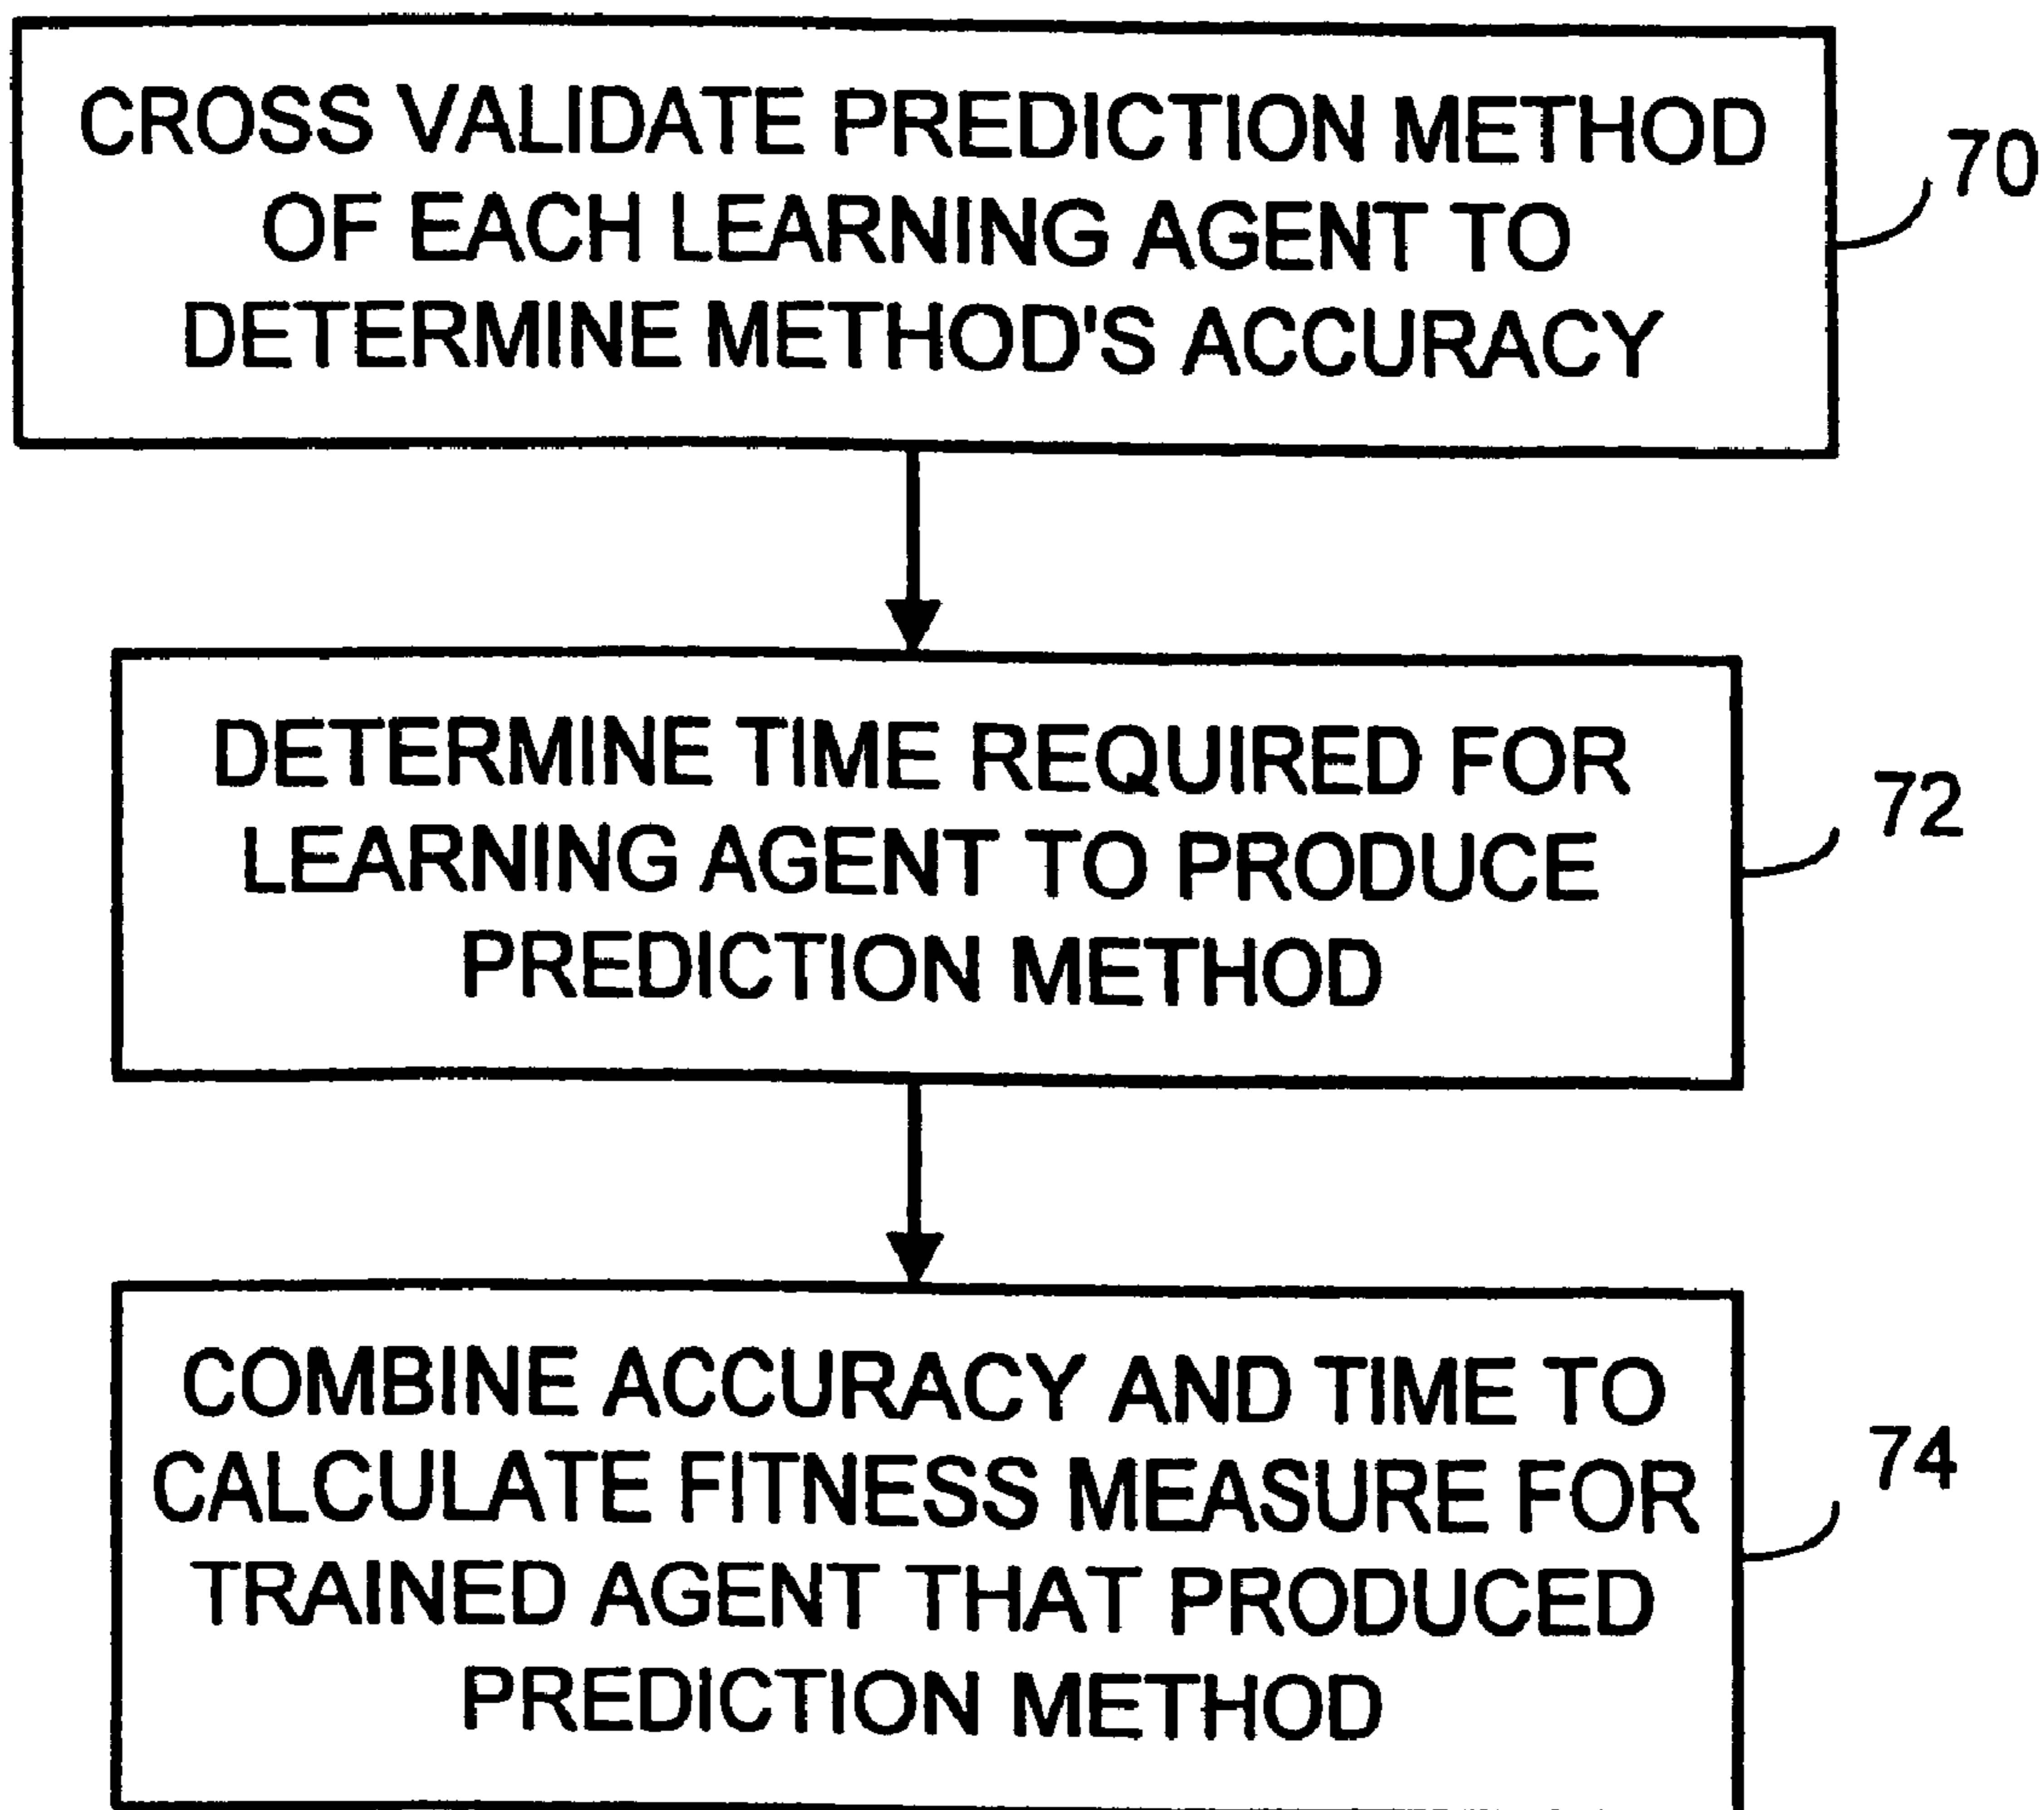 CROSS VALIDATE PREDICTION METHOD
OF EACH LEARNING AGENT TO
DETERMINE METHOD'S ACCURACY
70
DETERMINE TIME REQUIRED FOR
LEARNING AGENT TO PRODUCE
PREDICTION METHOD
72
COMBINE ACCURACY AND TIME TO
CALCULATE FITNESS MEASURE FOR
TRAINED AGENT THAT PRODUCED
PREDICTION METHOD
74